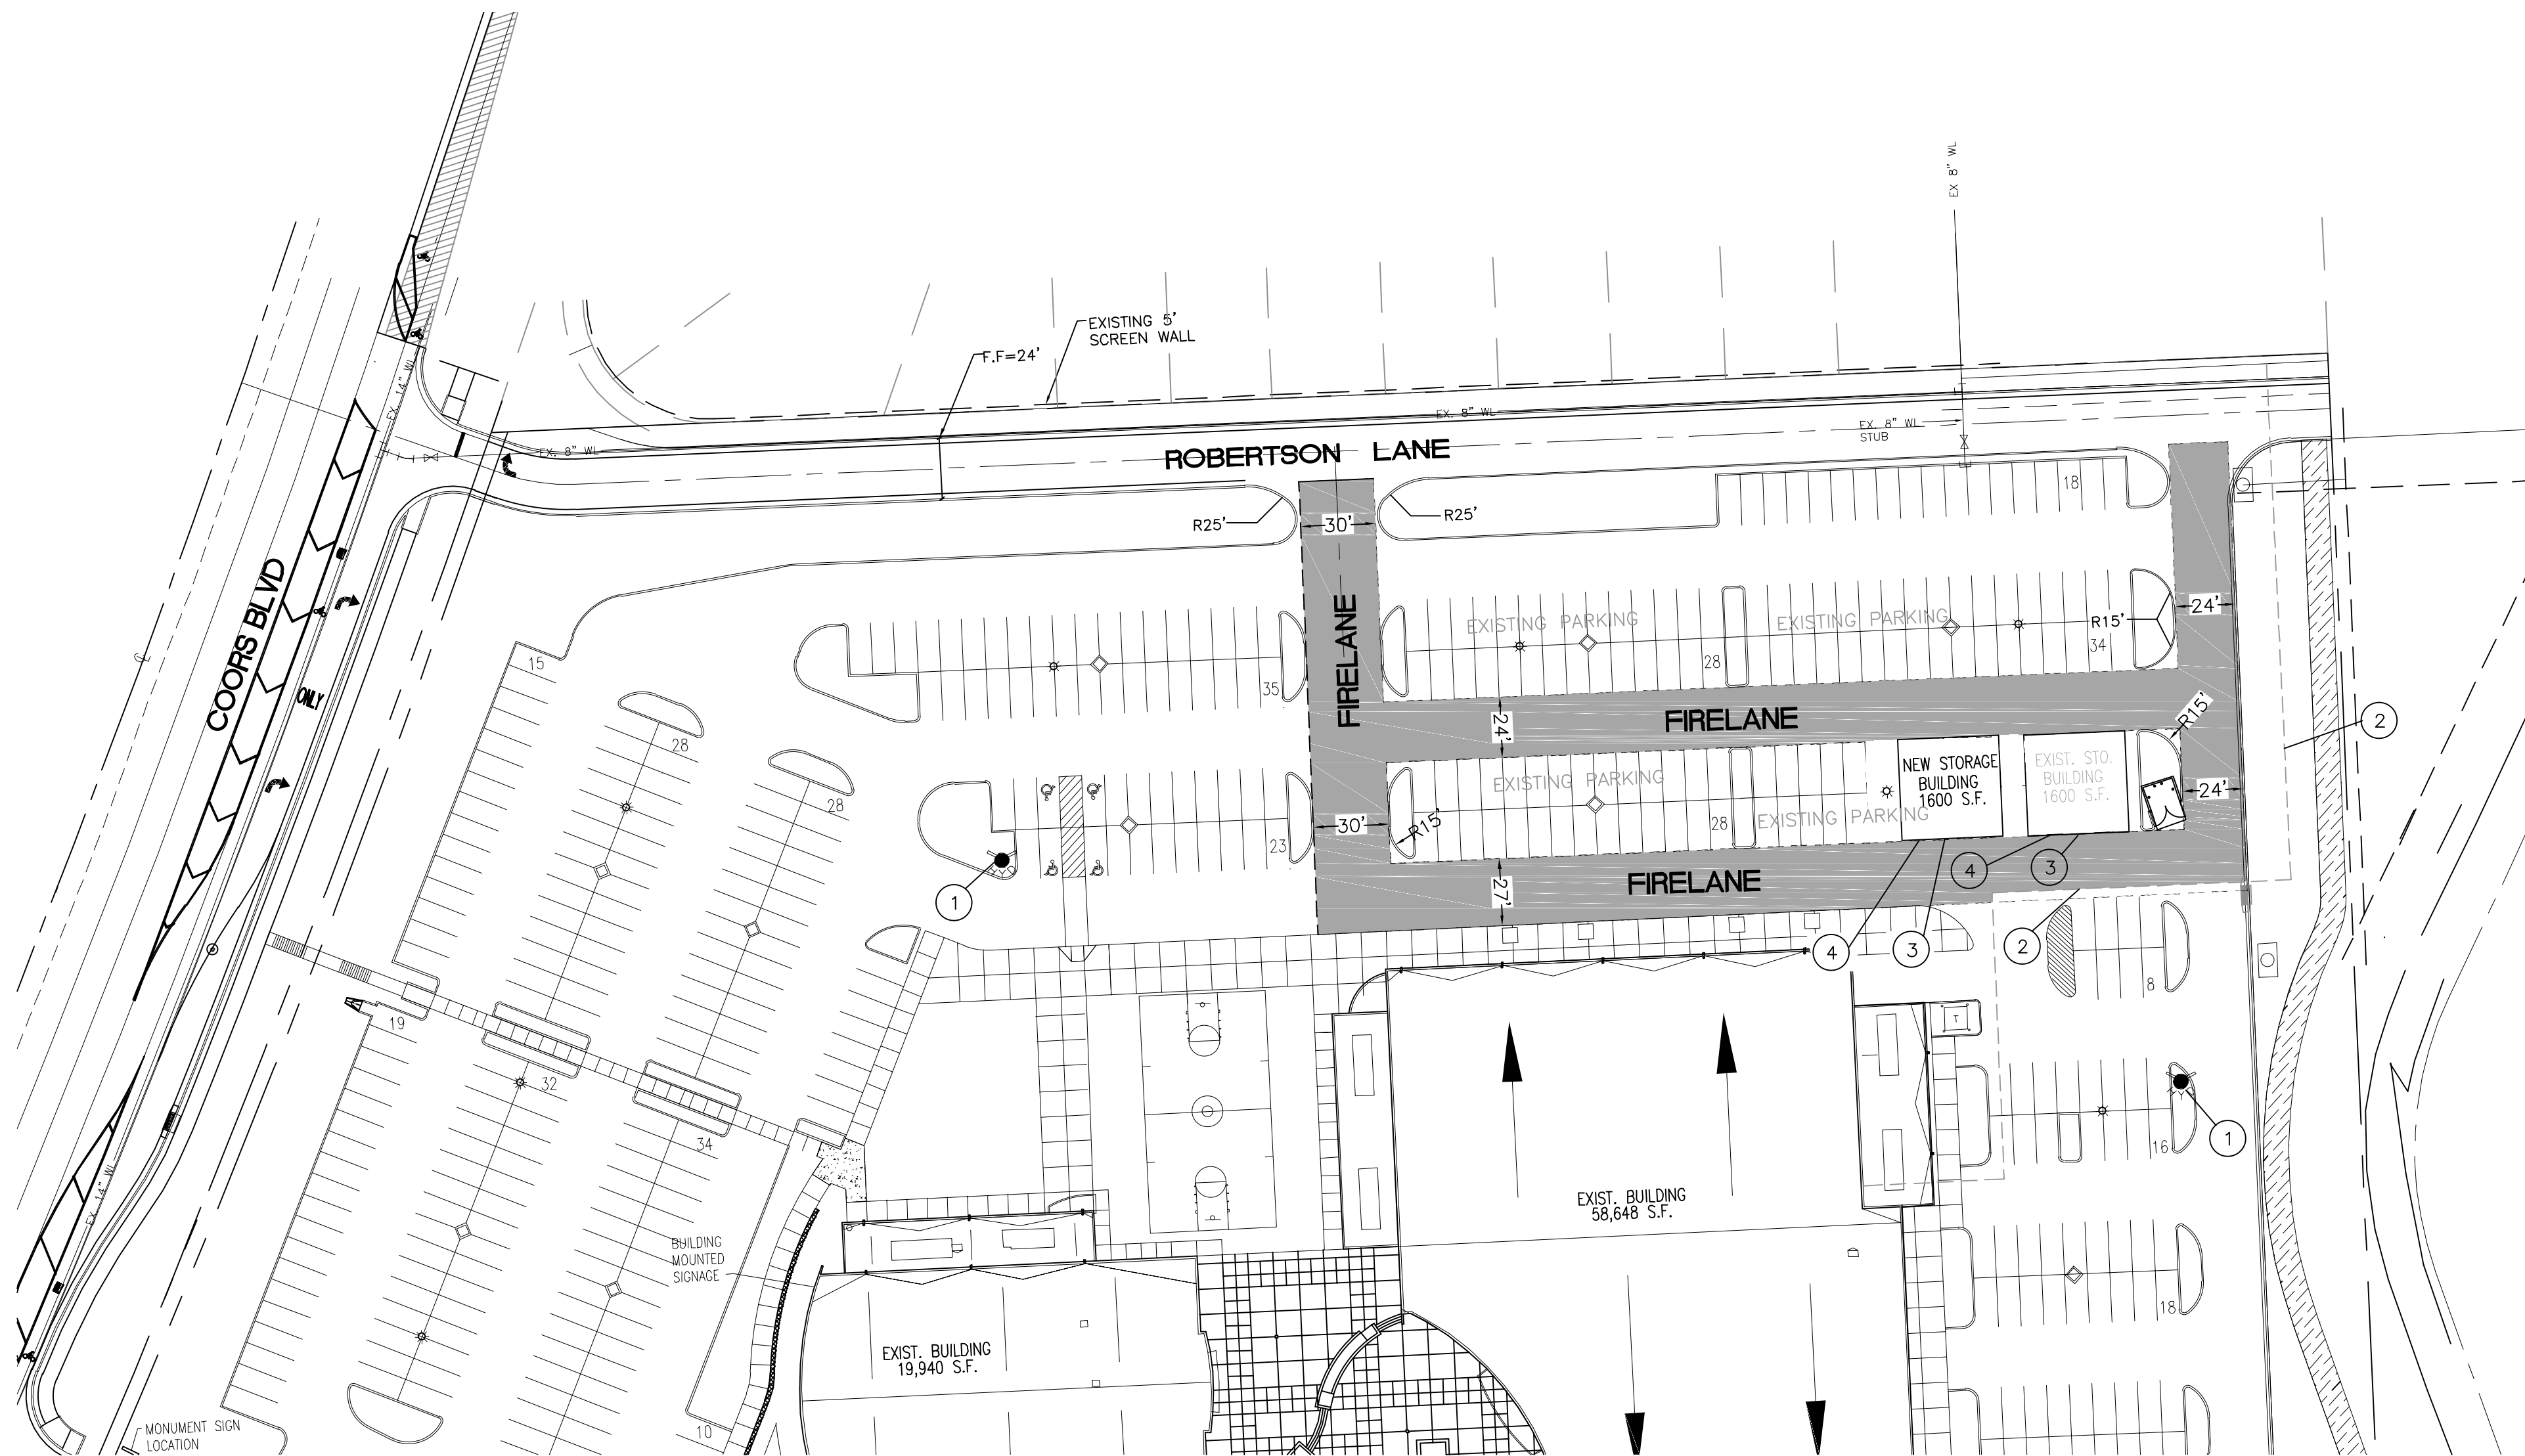 EX 8" WL
EXISTING 5'
SCREEN WALL
F.F=24'
EX. 14" WL
EX. 8" WL
EX. 8" WL
EX. 8" WL
STUB
ROBERTSON LANE
18
R25'
30'
R25'
COORS BLVD
ONLY
15
28
28
35
FIRELANE
EXISTING PARKING
28
EXISTING PARKING
R15'
34
24'
24'
FIRELANE
R15'
2
EXISTING PARKING
NEW STORAGE
BUILDING
1600 S.F.
EXIST. STO.
BUILDING
1600 S.F.
24'
30'
R15'
28
EXISTING PARKING
23
1
27'
FIRELANE
4
3
4
3
2
8
19
32
34
T
16
1
EX. 14" WL
EXIST. BUILDING
58,648 S.F.
BUILDING
MOUNTED
SIGNAGE
18
EXIST. BUILDING
19,940 S.F.
MONUMENT SIGN
LOCATION
10